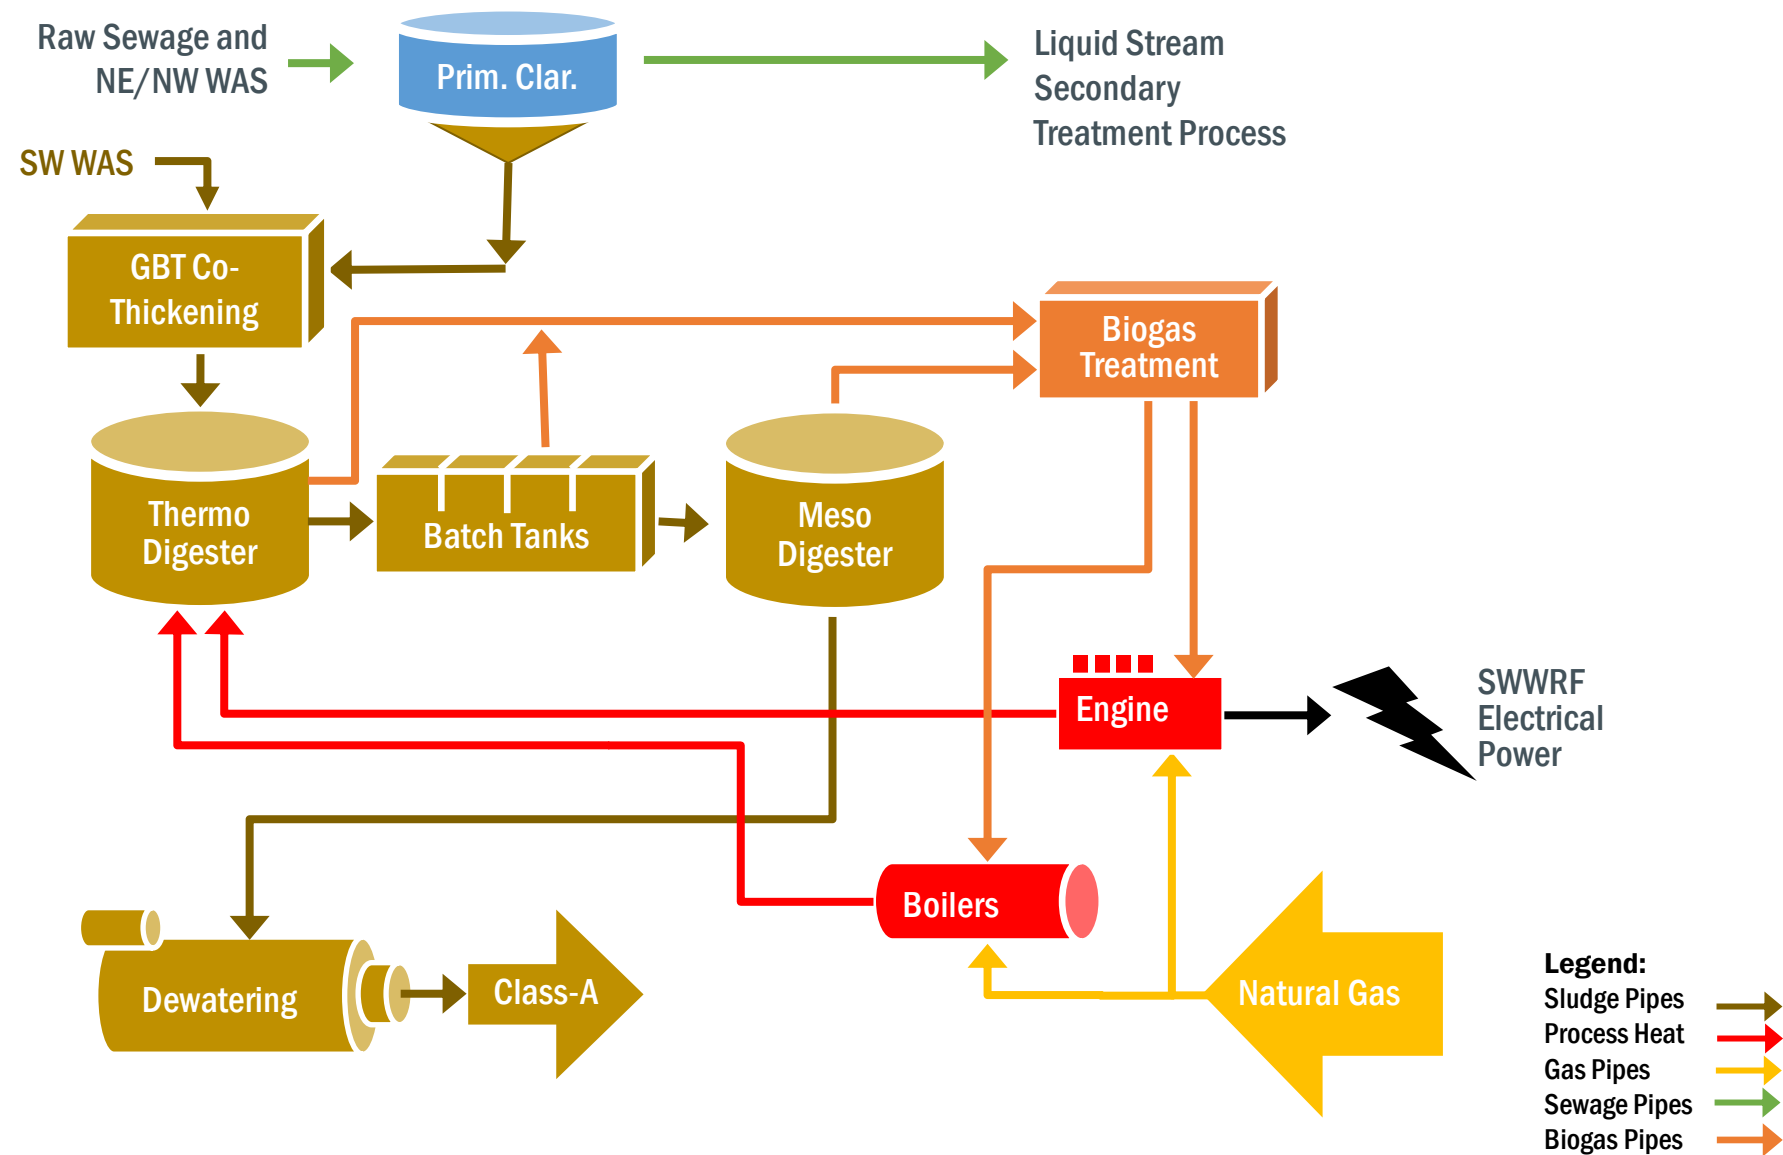 Raw Sewage and
NE/NW WAS
Prim. Clar.
Liquid Stream
Secondary
Treatment Process
SW WAS
GBT Co-
Thickening
Biogas
Treatment
Thermo
Digester
Batch Tanks
Meso
Digester
Engine
SWWRF
Electrical
Power
Boilers
Dewatering
Class-A
Natural Gas
Legend:
Sludge Pipes
Process Heat
Gas Pipes
Sewage Pipes
Biogas Pipes